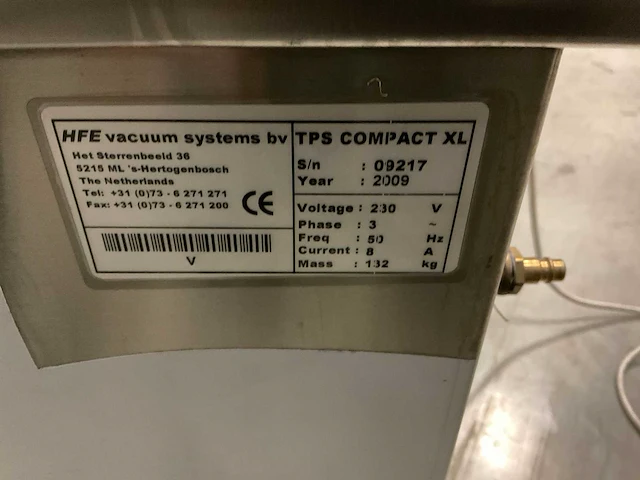 HFE vacuum systems bv
Het Sterrenbeeld 36
5215 ML 's-Hertogenbosch
The Netherlands
Tel: +31 (0)73 - 6 271 271
Fax: +31 (0)73 - 6 271 200
CE
V
TPS COMPACT XL
S/n : 09217
Year : 2009
Voltage : 230 V
Phase : 3 ~
Freq : 50 Hz
Current : 8 A
Mass : 132 kg